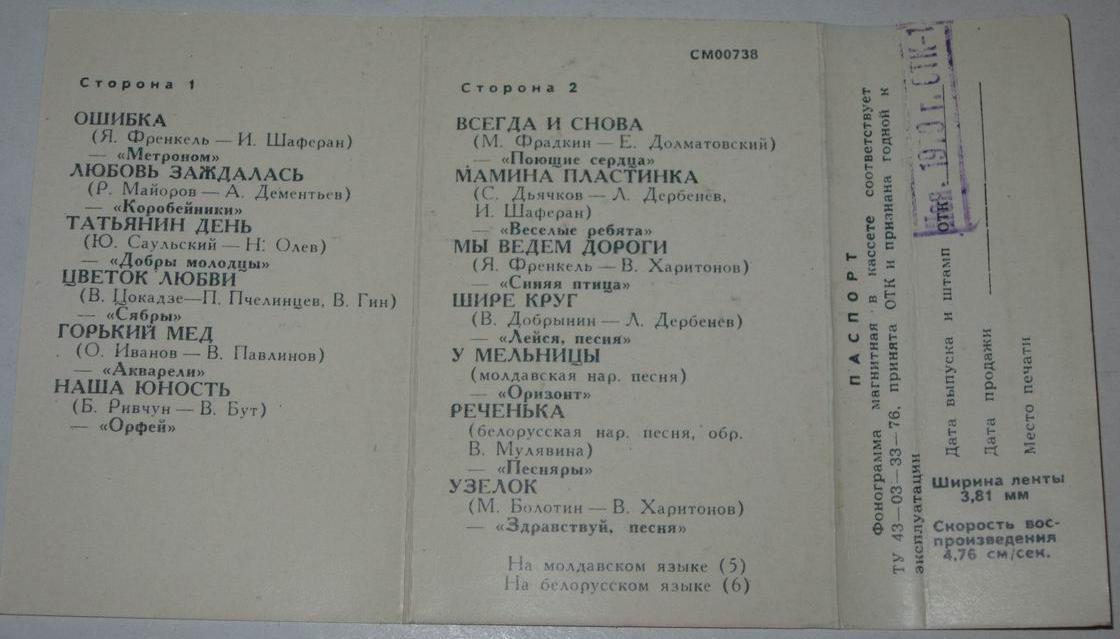 Сторона 1
ОШИБКА
(Я. Френкель — И. Шаферан)
— «Метроном»
ЛЮБОВЬ ЗАЖДАЛАСЬ
(Р. Майоров — А. Дементьев)
— «Коробейники»
ТАТЬЯНИН ДЕНЬ
(Ю. Саульский — Н. Олев)
— «Добры молодцы»
ЦВЕТОК ЛЮБВИ
(В. Цокадзе—П. Пчелинцев, В. Гин)
— «Сябры»
ГОРЬКИЙ МЕД
(О. Иванов — В. Павлинов)
— «Акварели»
НАША ЮНОСТЬ
(Б. Ривчун — В. Бут)
— «Орфей»
СМ00738
Сторона 2
ВСЕГДА И СНОВА
(М. Фрадкин — Е. Долматовский)
— «Поющие сердца»
МАМИНА ПЛАСТИНКА
(С. Дьячков — Л. Дербенев,
И. Шаферан)
— «Веселые ребята»
МЫ ВЕДЕМ ДОРОГИ
(Я. Френкель — В. Харитонов)
— «Синяя птица»
ШИРЕ КРУГ
(В. Добрынин — Л. Дербенев)
— «Лейся, песня»
У МЕЛЬНИЦЫ
(молдавская нар. песня)
— «Оризонт»
РЕЧЕНЬКА
(белорусская нар. песня, обр.
В. Мулявина)
— «Песняры»
УЗЕЛОК
(М. Болотин — В. Харитонов)
— «Здравствуй, песня»
На молдавском языке (5)
На белорусском языке (6)
ПАСПОРТ
Фонограмма магнитная в кассете соответствует
ТУ 43—03—33—76, принята ОТК и признана годной к
эксплуатации
Дата выпуска и штамп ОТК
Дата продажи
Место печати
Ширина ленты
3,81 мм
Скорость вос-
произведения
4,76 см/сек.